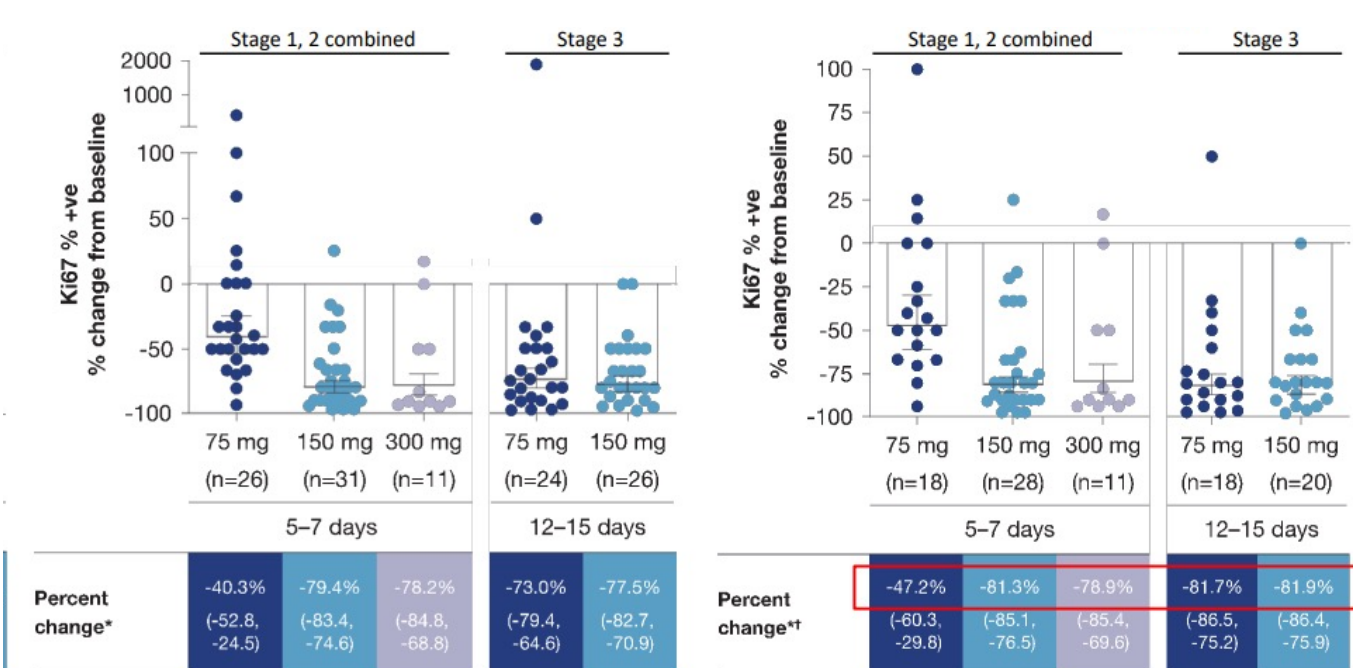 Stage 1, 2 combined
Stage 3
Ki67 % +ve
% change from baseline
2000
1000
100
50
0
-50
-100
75 mg 150 mg 300 mg 75 mg 150 mg
(n=26) (n=31) (n=11) (n=24) (n=26)
5–7 days 12–15 days
Percent
change*
-40.3% -79.4% -78.2% -73.0% -77.5%
(-52.8, (-83.4, (-84.8, (-79.4, (-82.7,
-24.5) -74.6) -68.8) -64.6) -70.9)
Stage 1, 2 combined
Stage 3
Ki67 % +ve
% change from baseline
100
75
50
25
0
-25
-50
-75
-100
75 mg 150 mg 300 mg 75 mg 150 mg
(n=18) (n=28) (n=11) (n=18) (n=20)
5–7 days 12–15 days
Percent
change*†
-47.2% -81.3% -78.9% -81.7% -81.9%
(-60.3, (-85.1, (-85.4, (-86.5, (-86.4,
-29.8) -76.5) -69.6) -75.2) -75.9)